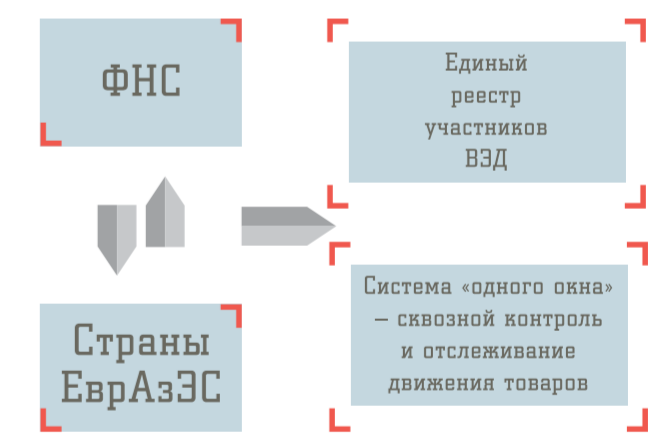 ФНС
Страны
ЕврАзЭС
Единый
реестр
участников
ВЭД
Система «одного окна»
– сквозной контроль
и отслеживание
движения товаров